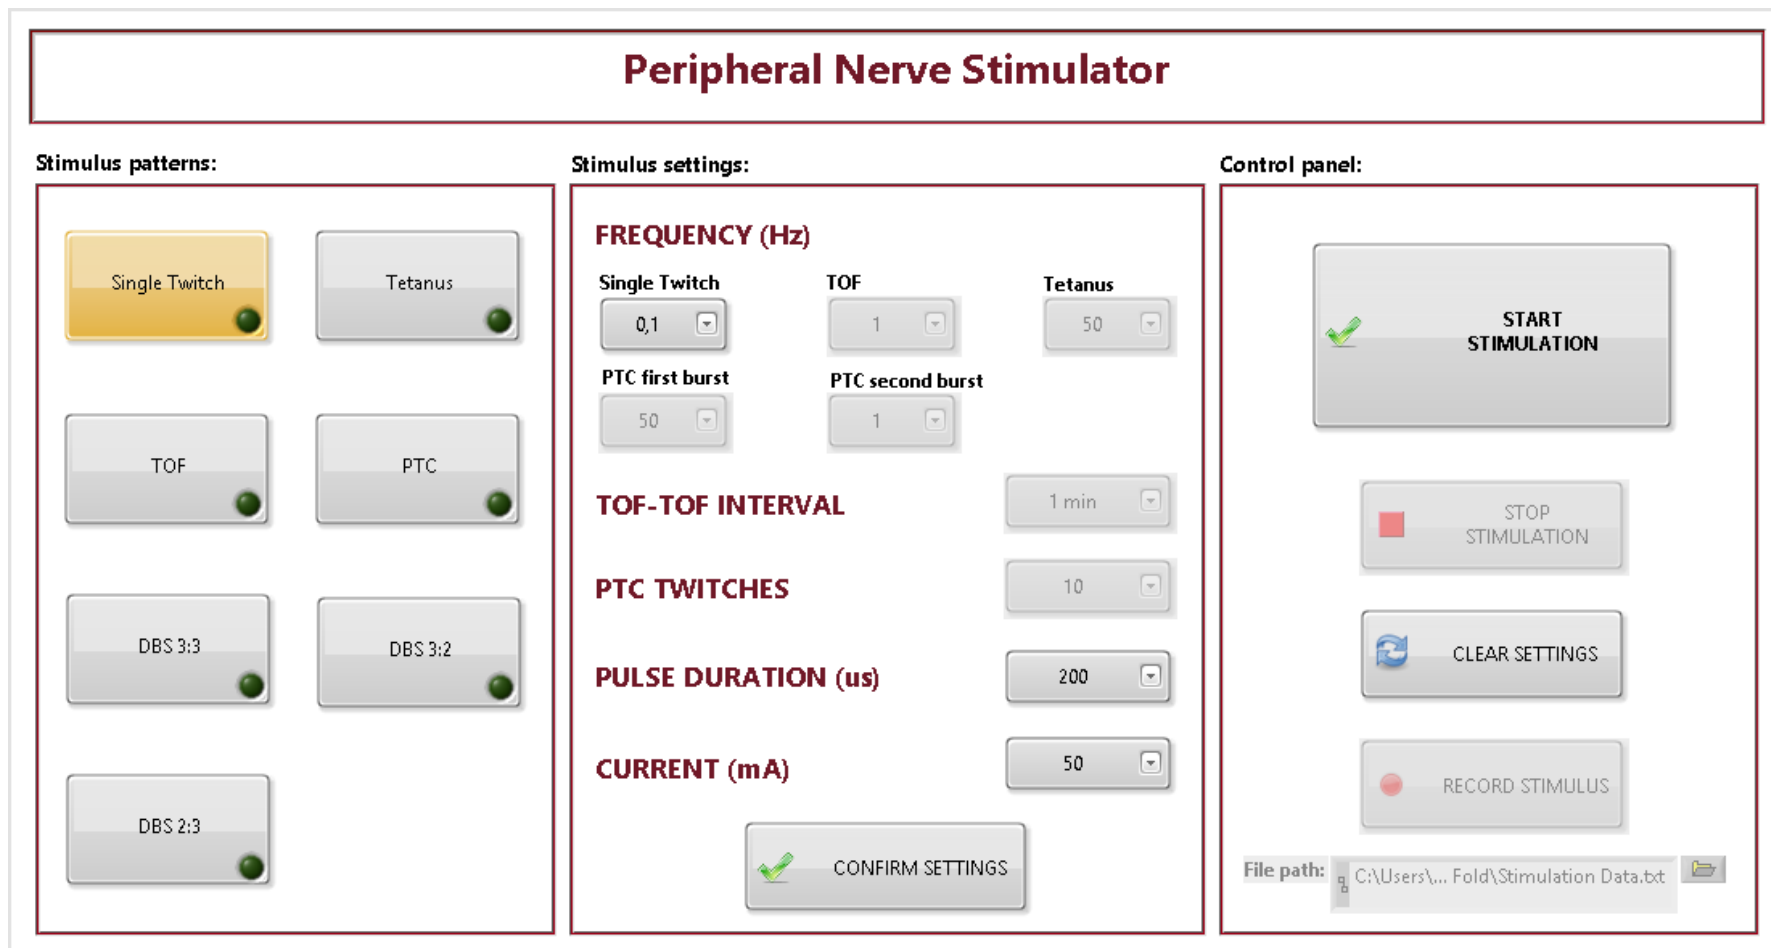 Peripheral Nerve Stimulator
Stimulus patterns:
Single Twitch
Tetanus
TOF
PTC
DBS 3:3
DBS 3:2
DBS 2:3
Stimulus settings:
FREQUENCY (Hz)
Single Twitch
TOF
Tetanus
0,1
1
50
PTC first burst
PTC second burst
50
1
TOF-TOF INTERVAL
1 min
PTC TWITCHES
10
PULSE DURATION (us)
200
CURRENT (mA)
50
CONFIRM SETTINGS
Control panel:
START
STIMULATION
STOP
STIMULATION
CLEAR SETTINGS
RECORD STIMULUS
File path:
C:\Users\... Fold\Stimulation Data.txt